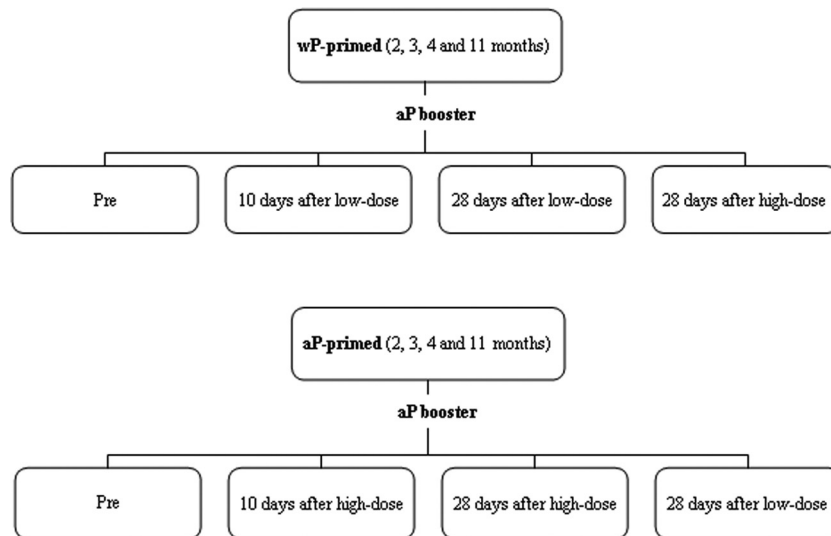 wP-primed (2, 3, 4 and 11 months)
aP booster
Pre
10 days after low-dose
28 days after low-dose
28 days after high-dose
aP-primed (2, 3, 4 and 11 months)
aP booster
Pre
10 days after high-dose
28 days after high-dose
28 days after low-dose